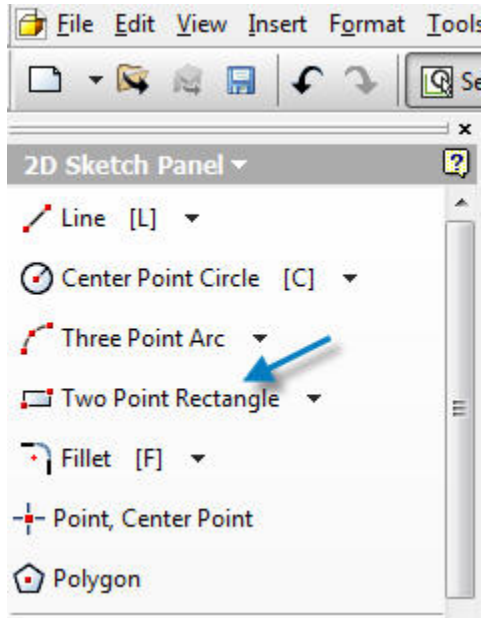 File Edit View Insert Format Tools
Se
x
2D Sketch Panel ?
Line [L]
Center Point Circle [C]
Three Point Arc
Two Point Rectangle
Fillet [F]
Point, Center Point
Polygon